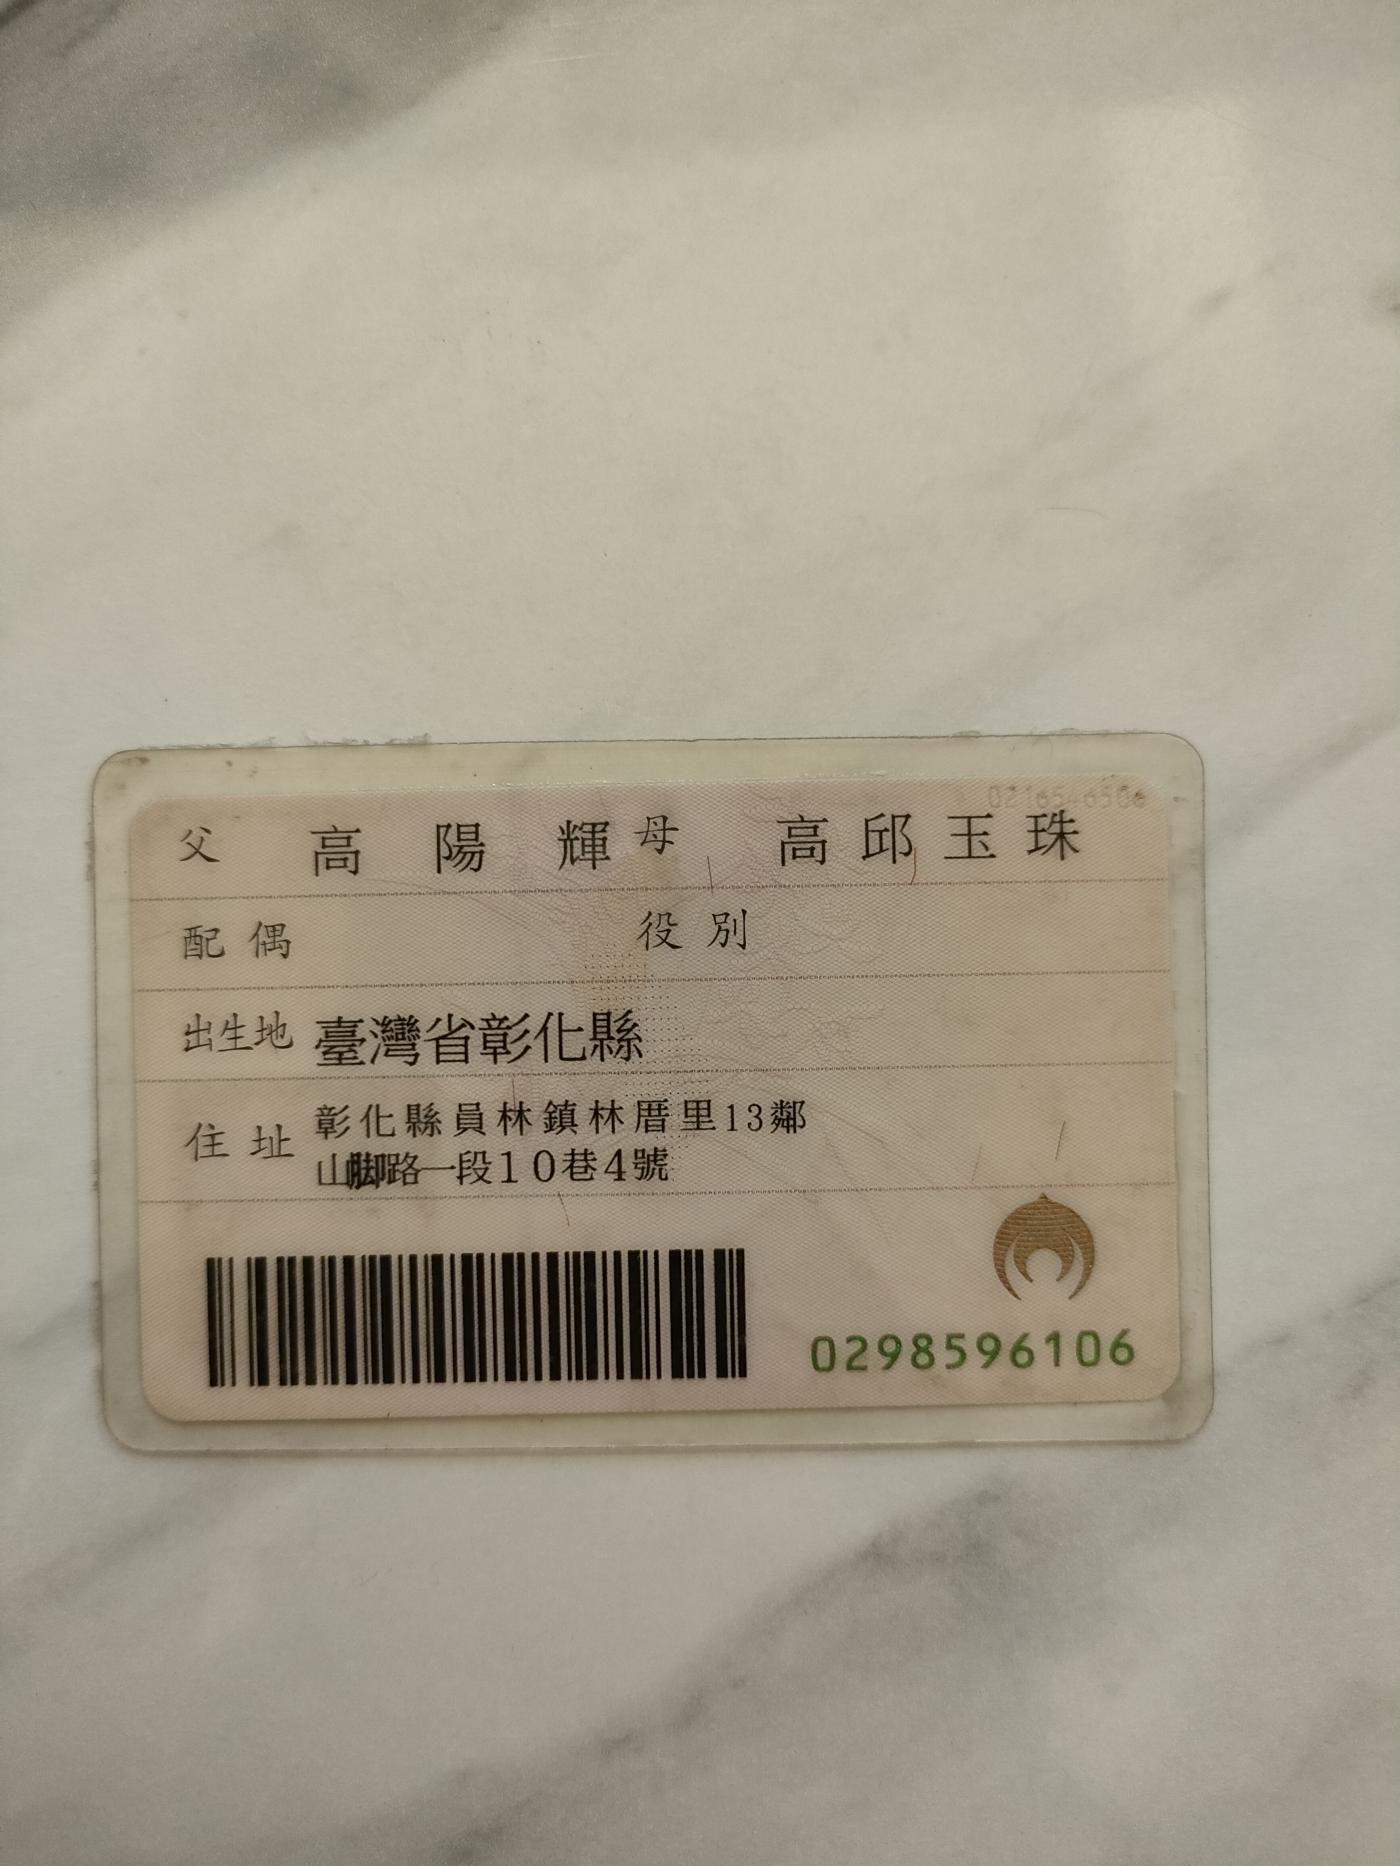 0216546506
父 高陽輝 母 高邱玉珠
配偶 役別
出生地 臺灣省彰化縣
住址 彰化縣員林鎮林厝里13鄰
山脚路一段10巷4號
0298596106